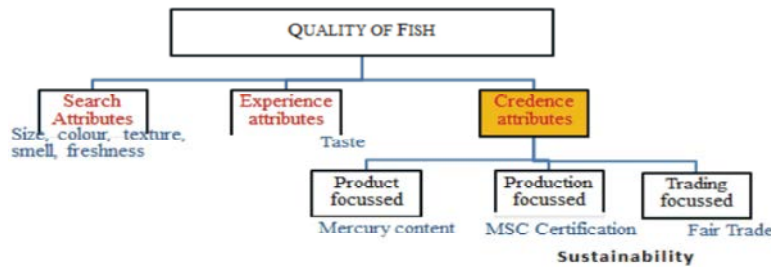 QUALITY OF FISH
Search
Attributes
Size, colour, texture,
smell, freshness
Experience
attributes
Taste
Credence
attributes
Product
focussed
Mercury content
Production
focussed
MSC Certification
Trading
focussed
Fair Trade
Sustainability